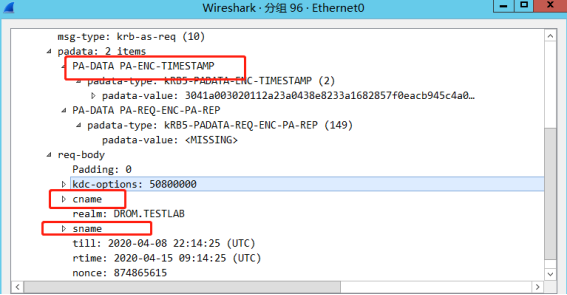 Wireshark · 分组 96 · Ethernet0
msg-type: krb-as-req (10)
padata: 2 items
PA-DATA PA-ENC-TIMESTAMP
padata-type: kRB5-PADATA-ENC-TIMESTAMP (2)
padata-value: 3041a003020112a23a0438e8233a1682857f0eacb945c4a0…
PA-DATA PA-REQ-ENC-PA-REP
padata-type: kRB5-PADATA-REQ-ENC-PA-REP (149)
padata-value: <MISSING>
req-body
Padding: 0
kdc-options: 50800000
cname
realm: DROM.TESTLAB
sname
till: 2020-04-08 22:14:25 (UTC)
rtime: 2020-04-15 09:14:25 (UTC)
nonce: 874865615